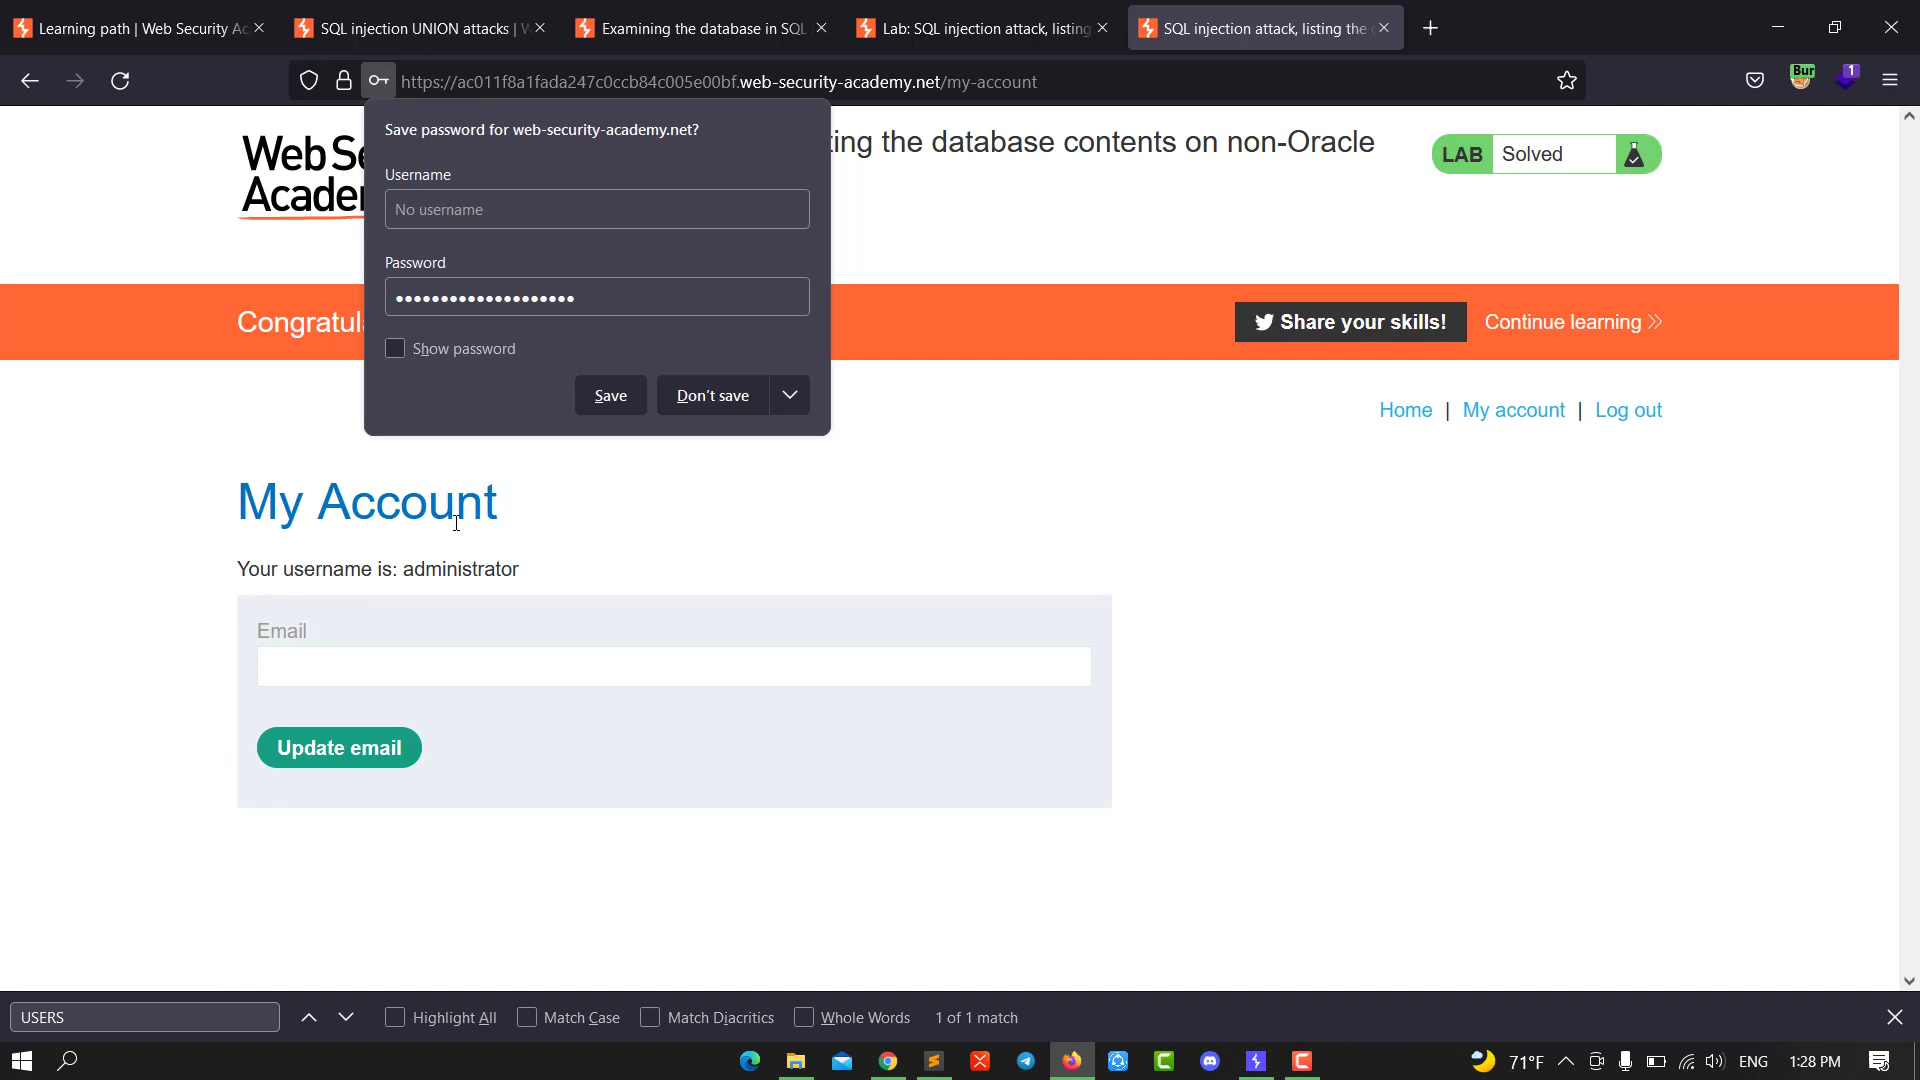 Learning path | Web Security Ac
SQL injection UNION attacks | W
Examining the database in SQL
Lab: SQL injection attack, listing
SQL injection attack, listing the c
https://ac011f8a1fada247c0ccb84c005e00bf.web-security-academy.net/my-account
Bur
1
Save password for web-security-academy.net?
Username
No username
Password
Show password
Save
Don't save
Web Se
Acade
ting the database contents on non-Oracle
LAB Solved
Congratul
Share your skills!
Continue learning
Home | My account | Log out
My Account
Your username is: administrator
Email
Update email
USERS
Highlight All
Match Case
Match Diacritics
Whole Words
1 of 1 match
71°F
ENG
1:28 PM